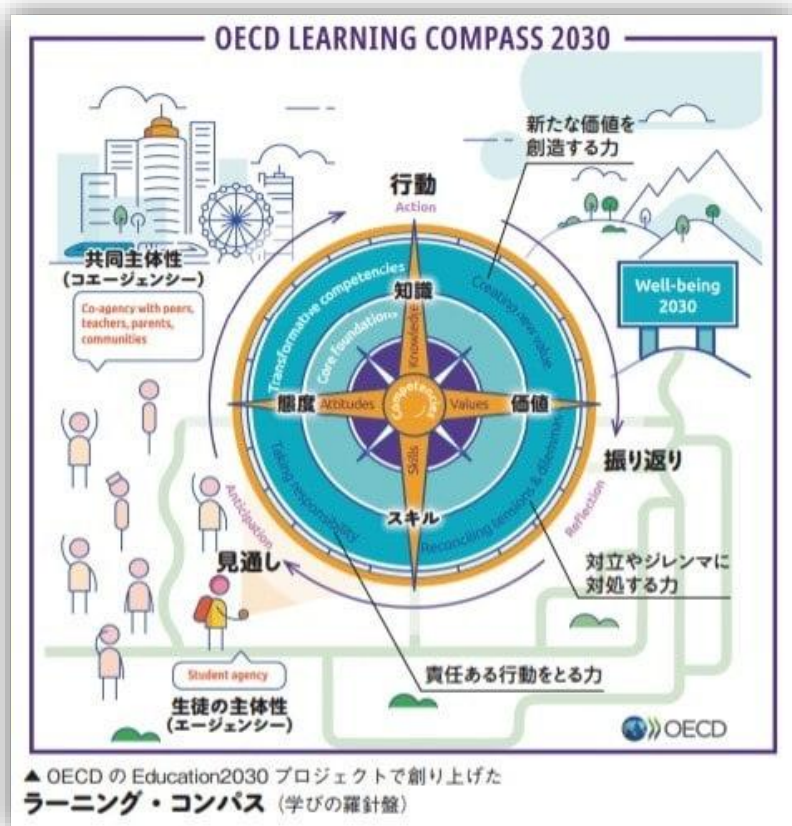 OECD LEARNING COMPASS 2030
新たな価値を
創造する力
行動
Action
共同主体性
(コエージェンシー)
Co-agency with peers,
teachers, parents,
communities
Well-being
2030
Transformative competencies
Creating new value
Core foundations
知識
Knowledge
態度
Attitudes
Competencies
Values
価値
Skills
スキル
Taking responsibility
Reconciling tensions & dilemmas
振り返り
Reflection
Anticipation
見通し
対立やジレンマに
対処する力
責任ある行動をとる力
Student agency
生徒の主体性
(エージェンシー)
OECD
▲ OECD の Education2030 プロジェクトで創り上げた
ラーニング・コンパス (学びの羅針盤)